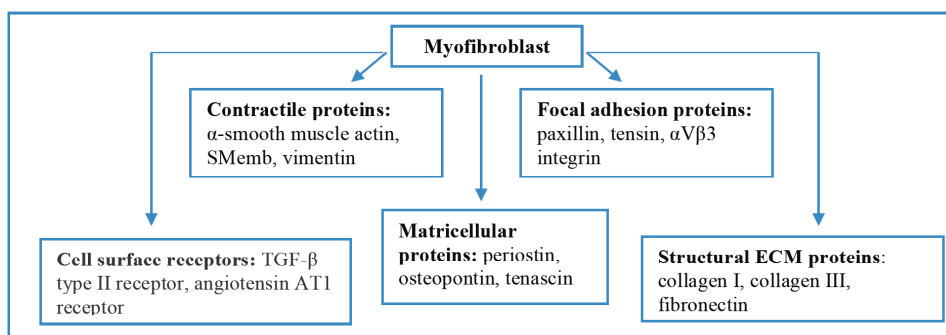 Myofibroblast
Contractile proteins:
α-smooth muscle actin,
SMemb, vimentin
Focal adhesion proteins:
paxillin, tensin, αVβ3
integrin
Cell surface receptors: TGF-β
type II receptor, angiotensin AT1
receptor
Matricellular
proteins: periostin,
osteopontin, tenascin
Structural ECM proteins:
collagen I, collagen III,
fibronectin